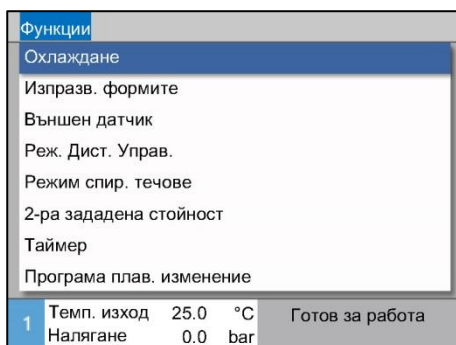 Функции
Охлаждане
Изпразв. формите
Външен датчик
Реж. Дист. Управ.
Режим спир. течове
2-ра зададена стойност
Таймер
Програма плав. изменение
1 Темп. изход 25.0 °C Готов за работа
Налягане 0.0 bar